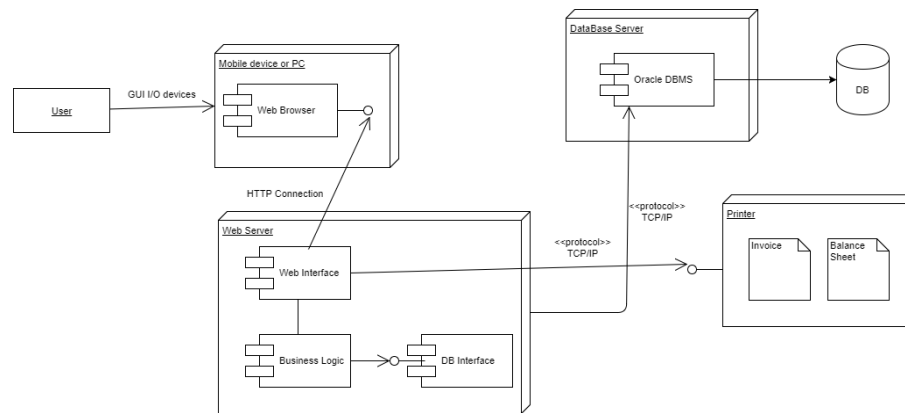 DataBase Server
Oracle DBMS
DB
Mobile device or PC
Web Browser
GUI I/O devices
User
HTTP Connection
<<protocol>>
TCP/IP
<<protocol>>
TCP/IP
Printer
Invoice
Balance
Sheet
Web Server
Web Interface
Business Logic
DB Interface